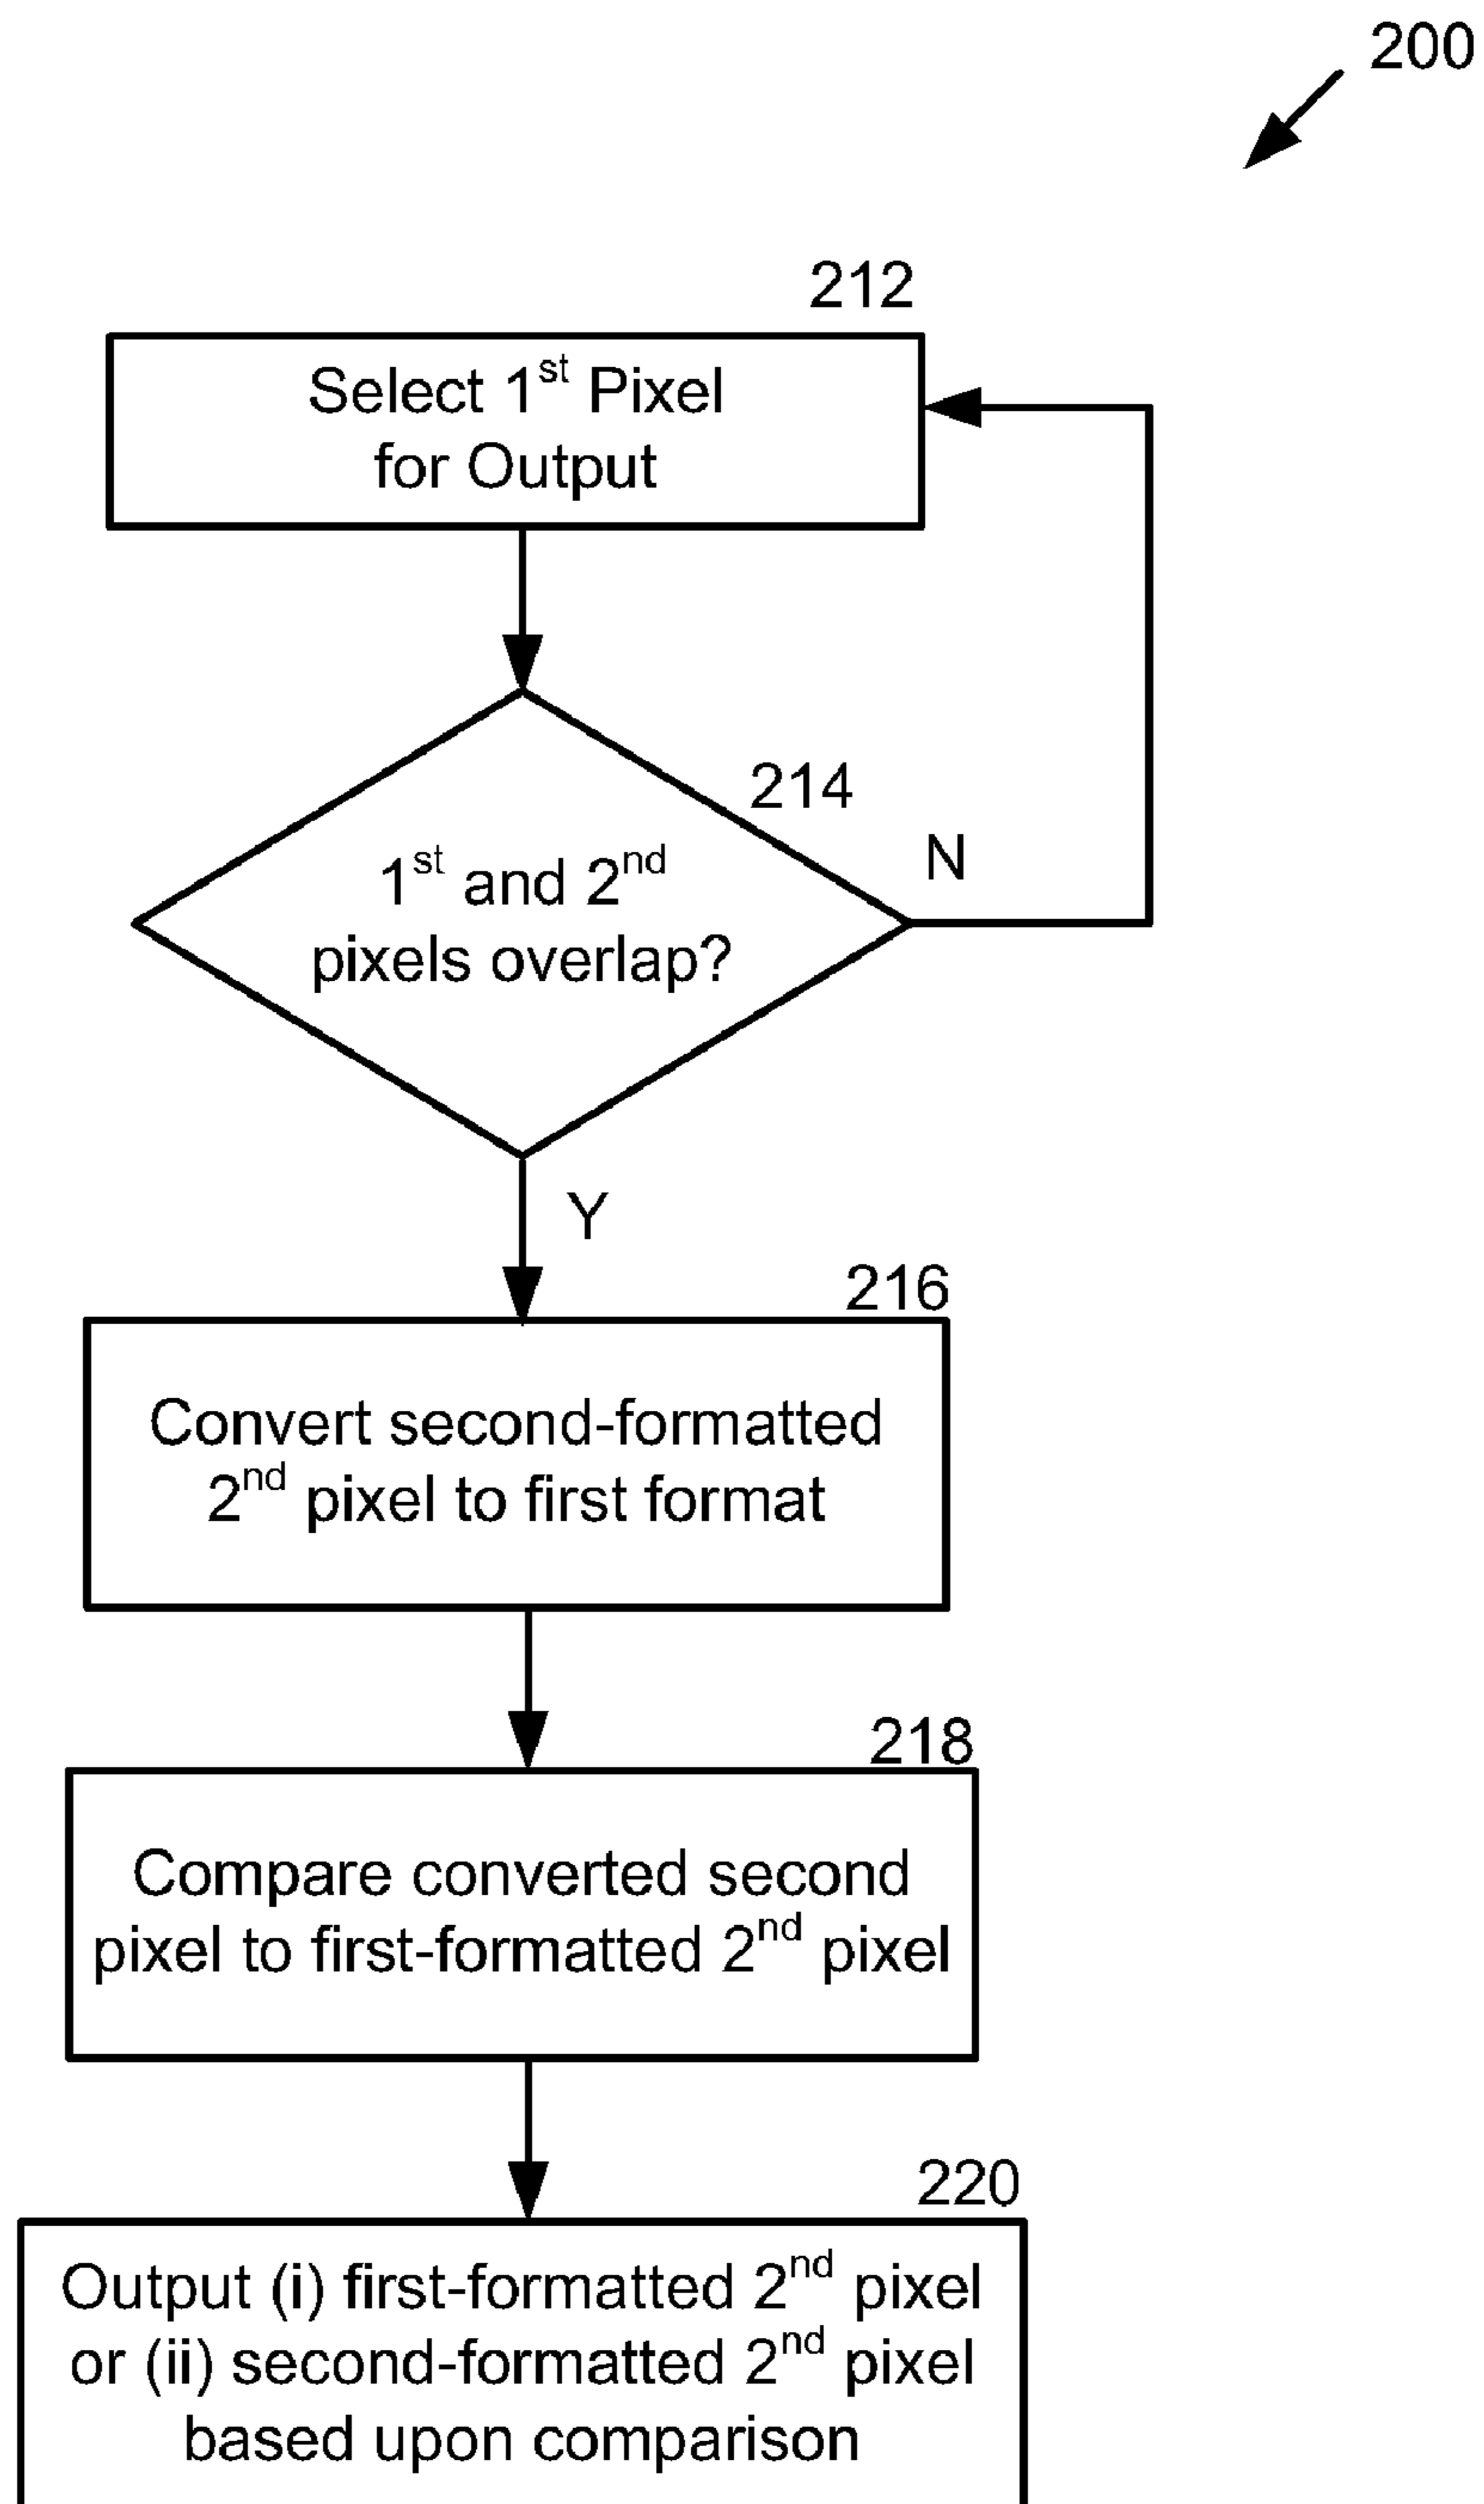 200
212
Select 1st Pixel
for Output
214
1st and 2nd
pixels overlap?
N
Y
216
Convert second-formatted
2nd pixel to first format
218
Compare converted second
pixel to first-formatted 2nd pixel
220
Output (i) first-formatted 2nd pixel
or (ii) second-formatted 2nd pixel
based upon comparison